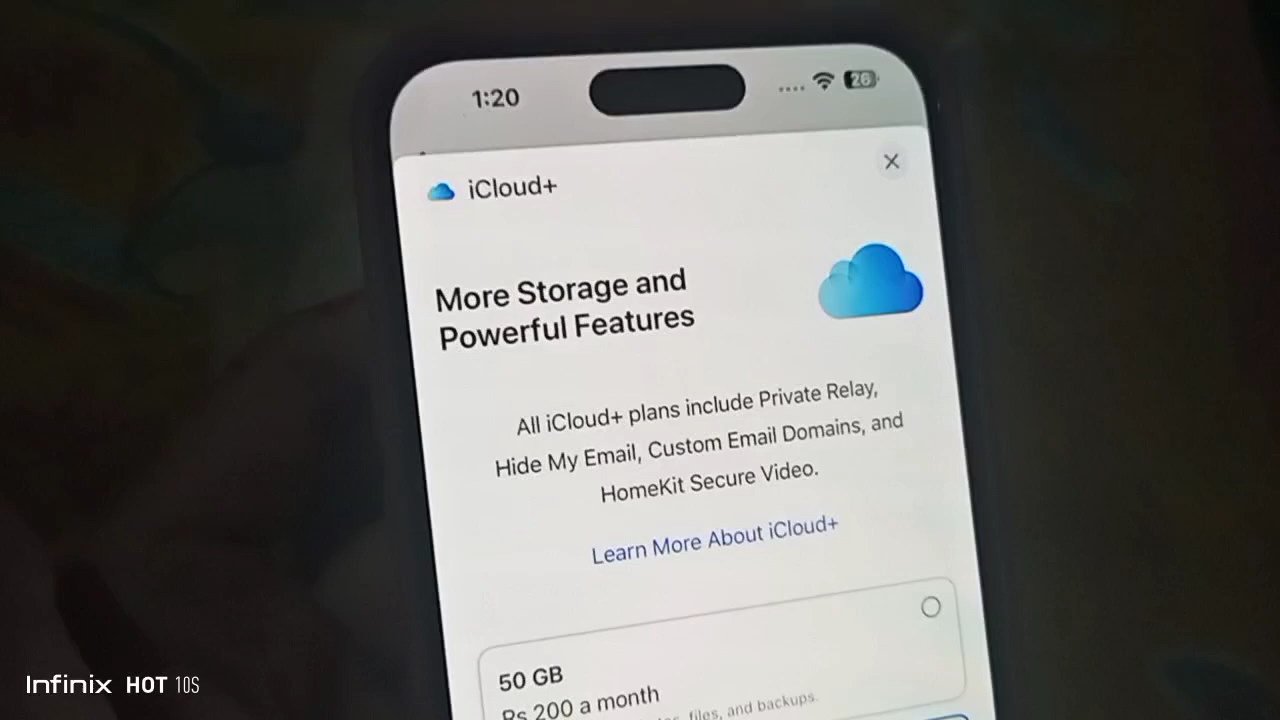 1:20
26
iCloud+
More Storage and
Powerful Features
All iCloud+ plans include Private Relay,
Hide My Email, Custom Email Domains, and
HomeKit Secure Video.
Learn More About iCloud+
50 GB
Rs 200 a month
files, and backups.
Infinix HOT 10S